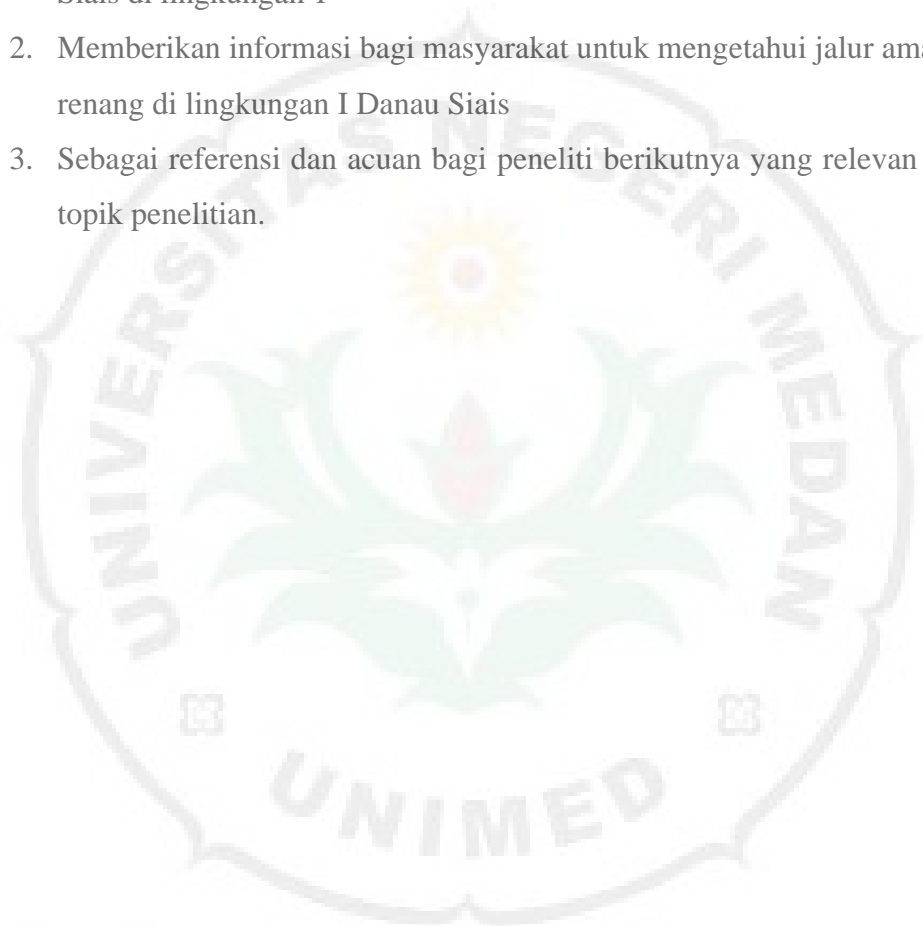 Siais di lingkungan 1
2. Memberikan informasi bagi masyarakat untuk mengetahui jalur
renang di lingkungan I Danau Siais
3. Sebagai referensi dan acuan bagi peneliti berikutnya yang relevan
topik penelitian.
UNIVERSITAS NEGERI MEDAN
UNIMED